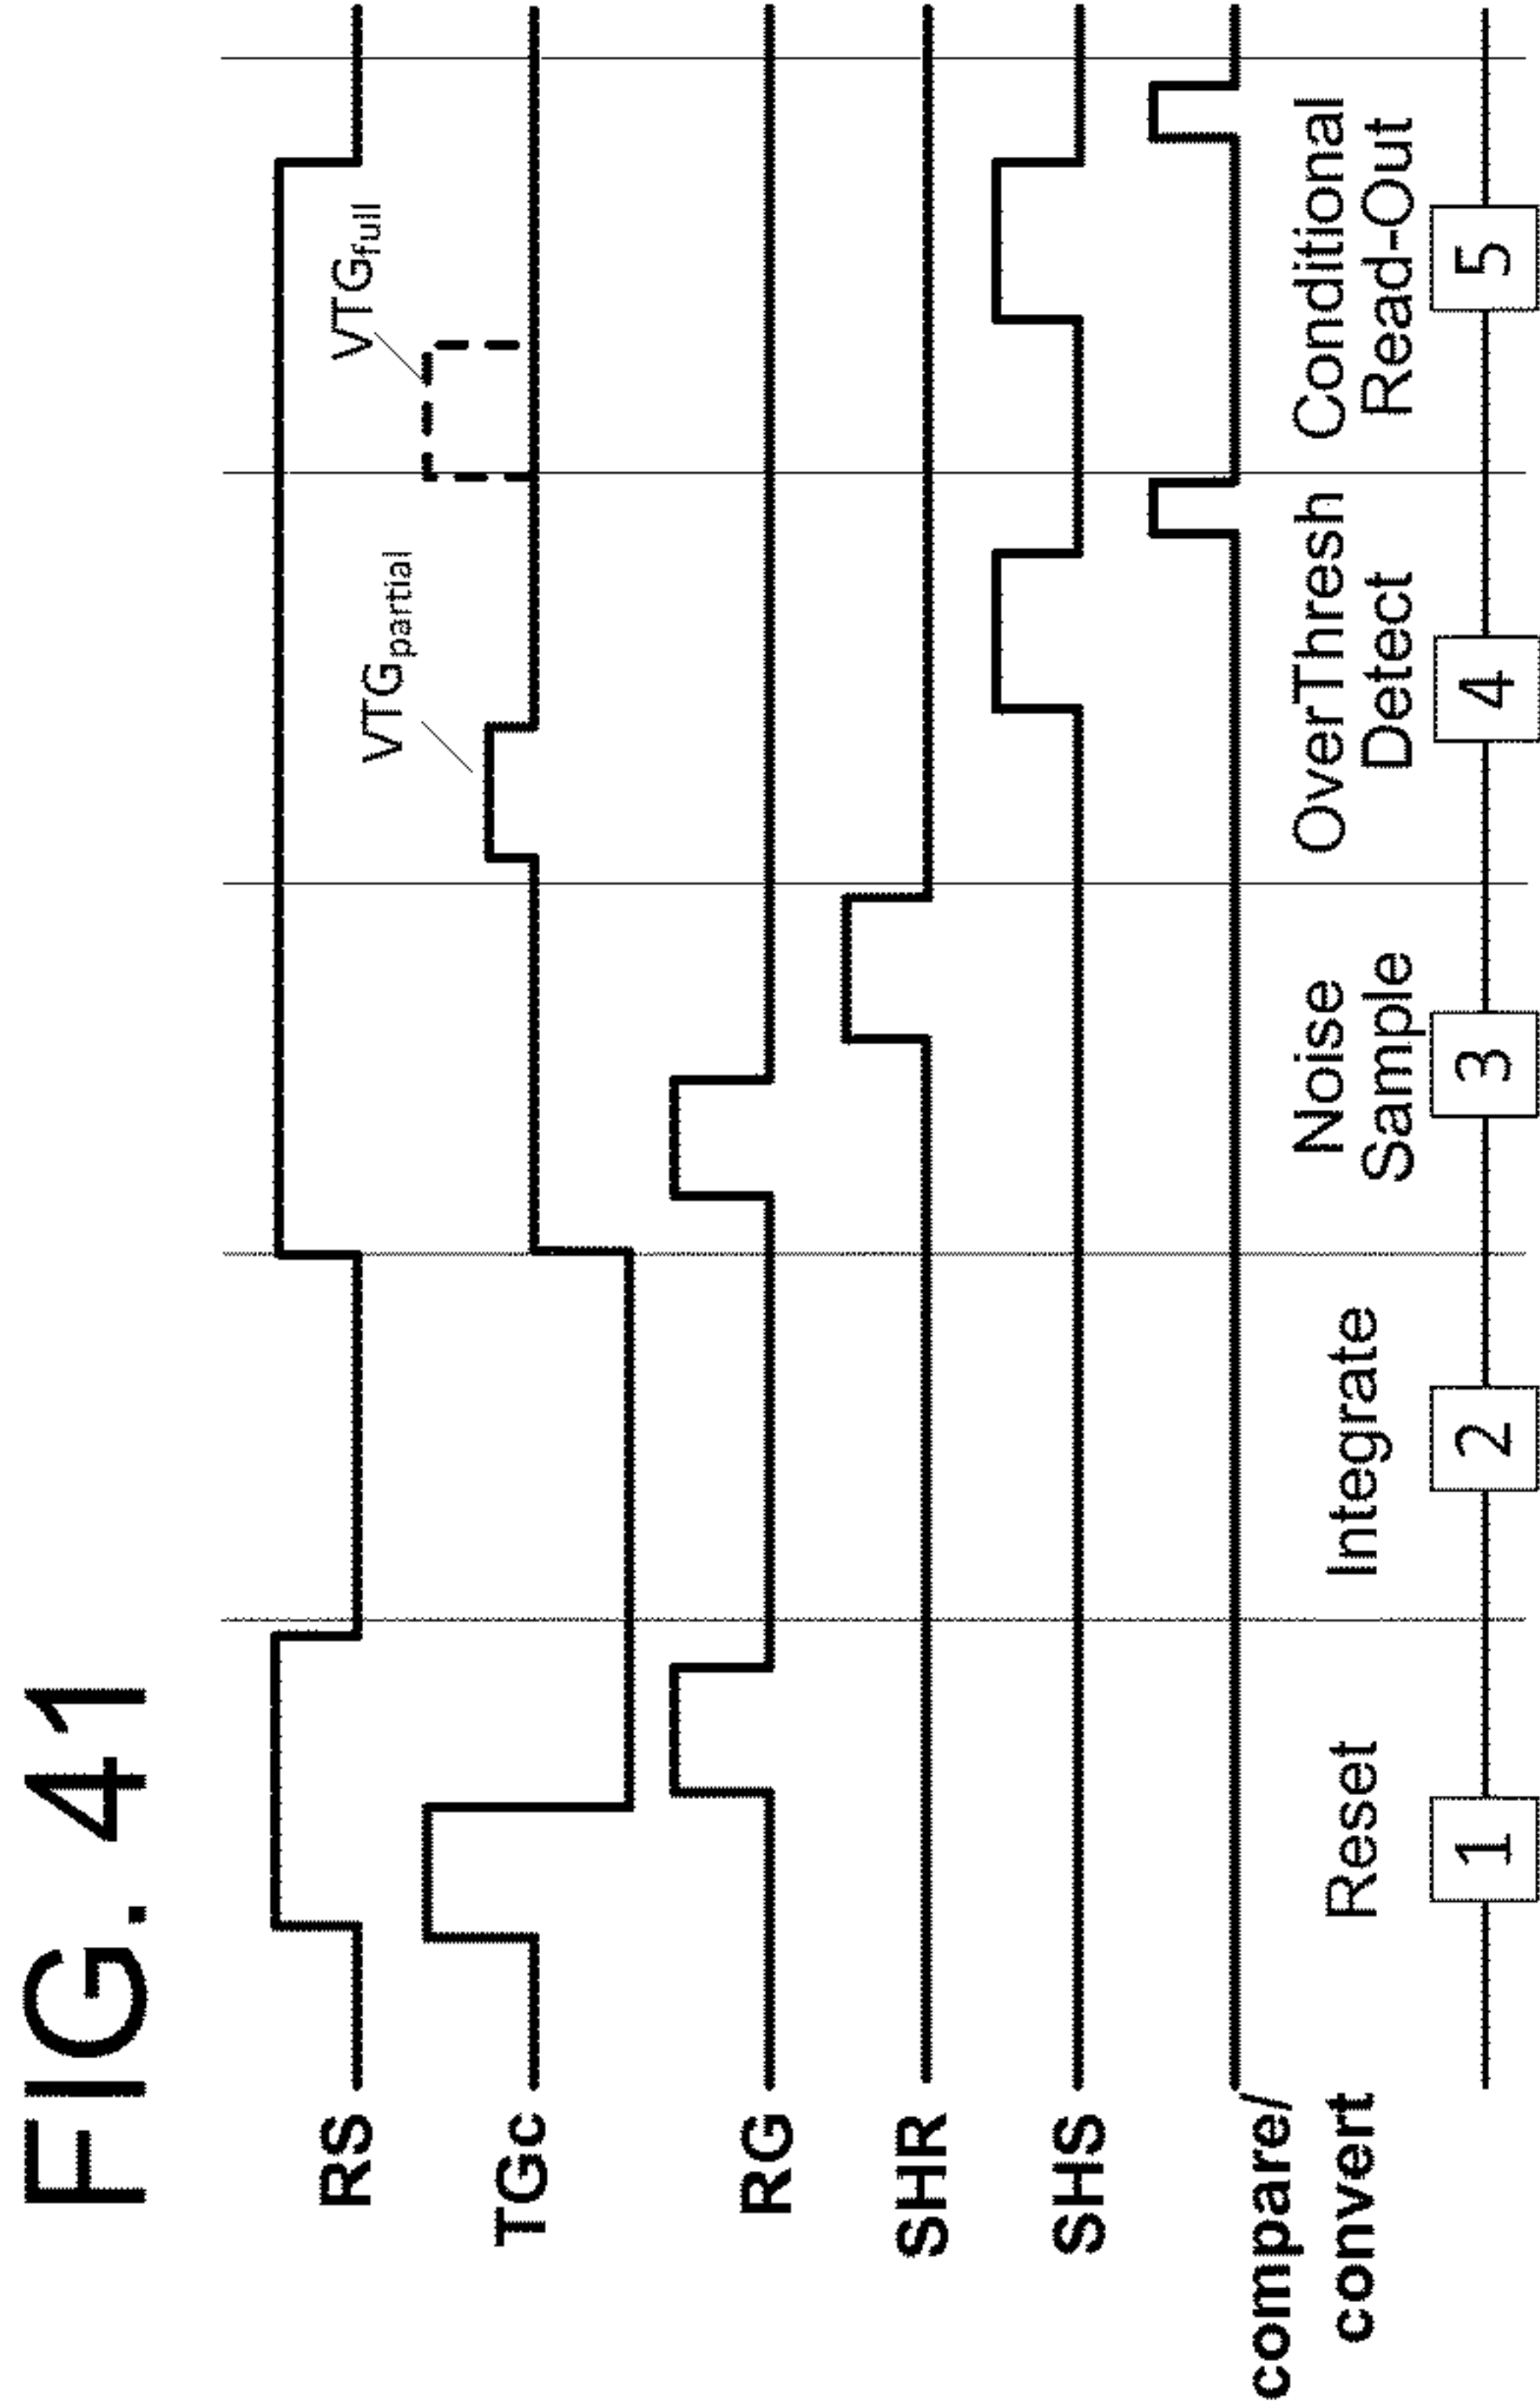 FIG. 41
RS
TGc
VTGpartial
VTGfull
RG
SHR
SHS
compare/
convert
Reset
Integrate
Noise
Sample
OverThresh
Detect
Conditional
Read-Out
1
2
3
4
5